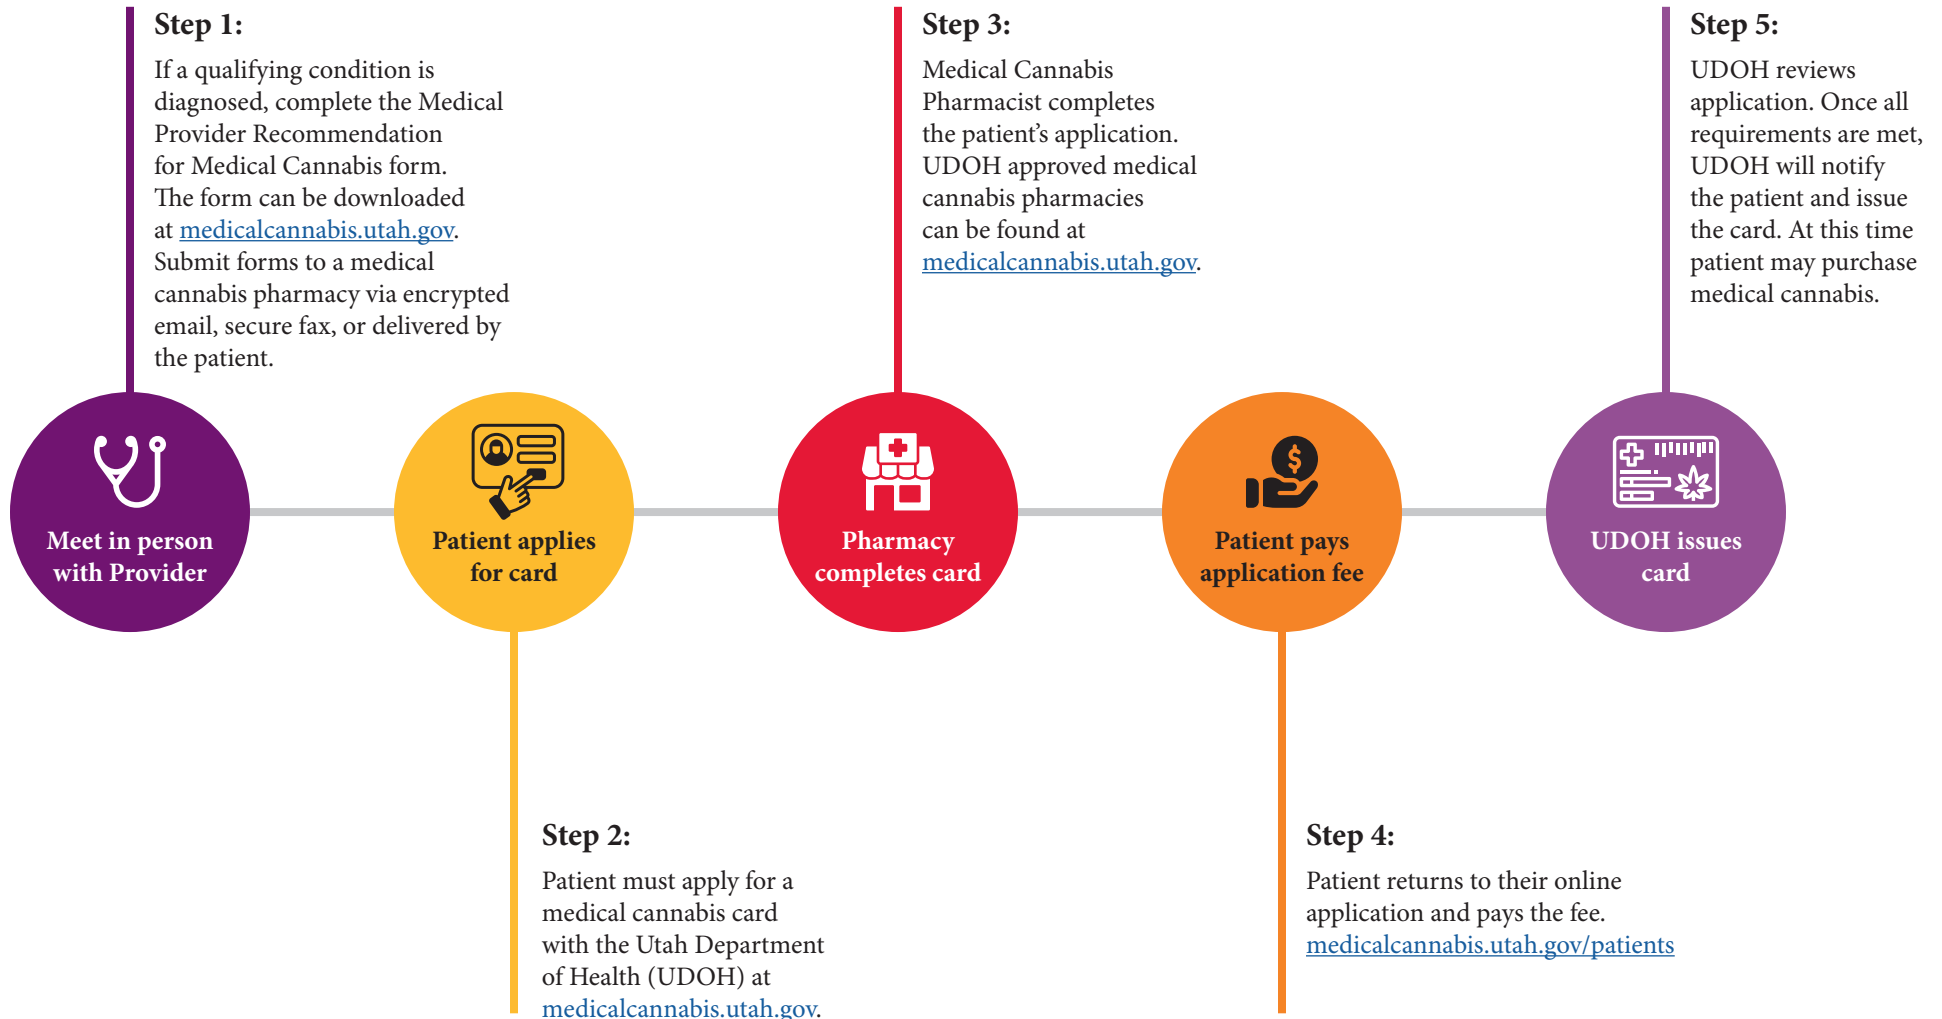 Step 1:
If a qualifying condition is
diagnosed, complete the Medical
Provider Recommendation
for Medical Cannabis form.
The form can be downloaded
at medicalcannabis.utah.gov.
Submit forms to a medical
cannabis pharmacy via encrypted
email, secure fax, or delivered by
the patient.
Meet in person
with Provider
Patient applies
for card
Step 2:
Patient must apply for a
medical cannabis card
with the Utah Department
of Health (UDOH) at
medicalcannabis.utah.gov.
Step 3:
Medical Cannabis
Pharmacist completes
the patient's application.
UDOH approved medical
cannabis pharmacies
can be found at
medicalcannabis.utah.gov.
Pharmacy
completes card
$
Patient pays
application fee
Step 4:
Patient returns to their online
application and pays the fee.
medicalcannabis.utah.gov/patients
Step 5:
UDOH reviews
application. Once all
requirements are met,
UDOH will notify
the patient and issue
the card. At this time
patient may purchase
medical cannabis.
UDOH issues
card